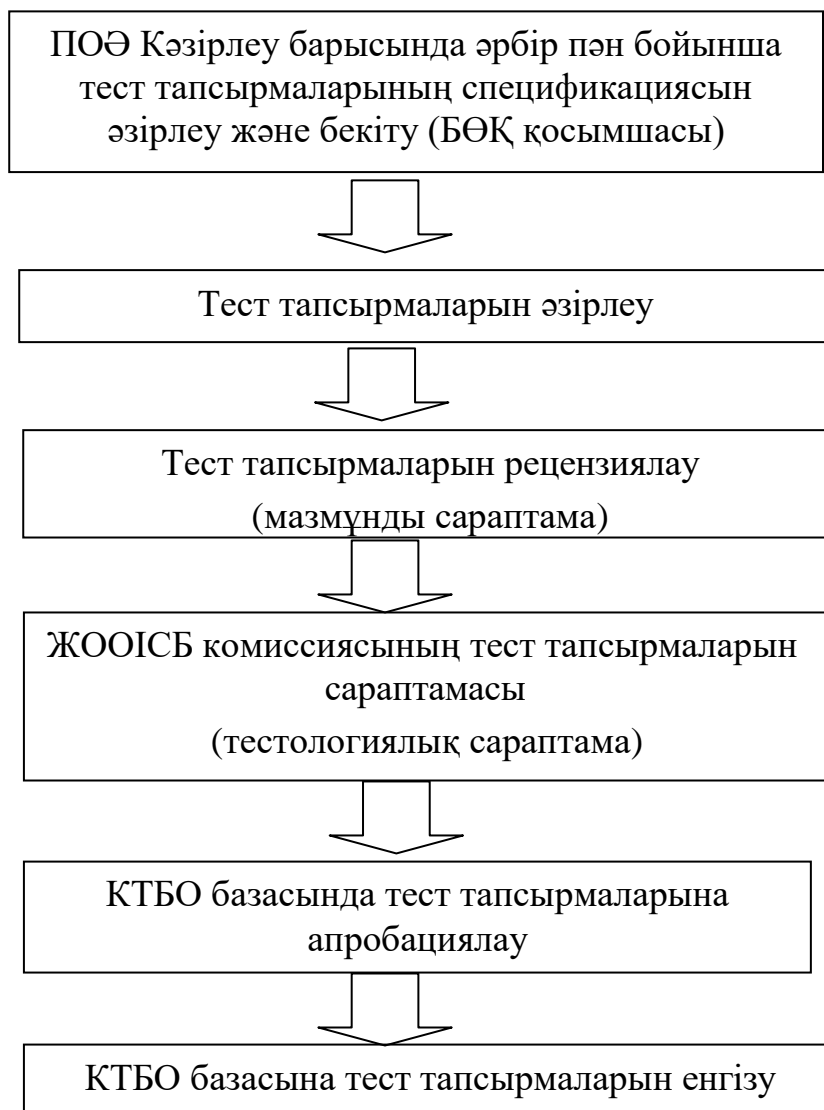 ПОӘ Кәзірлеу барысында әрбір пән бойынша
тест тапсырмаларының спецификациясын
әзірлеу және бекіту (БӨҚ қосымшасы)
Тест тапсырмаларын әзірлеу
Тест тапсырмаларын рецензиялау
(мазмұнды сараптама)
ЖООІСБ комиссиясының тест тапсырмаларын
сараптамасы
(тестологиялық сараптама)
КТБО базасында тест тапсырмаларына
апробациялау
КТБО базасына тест тапсырмаларын енгізу